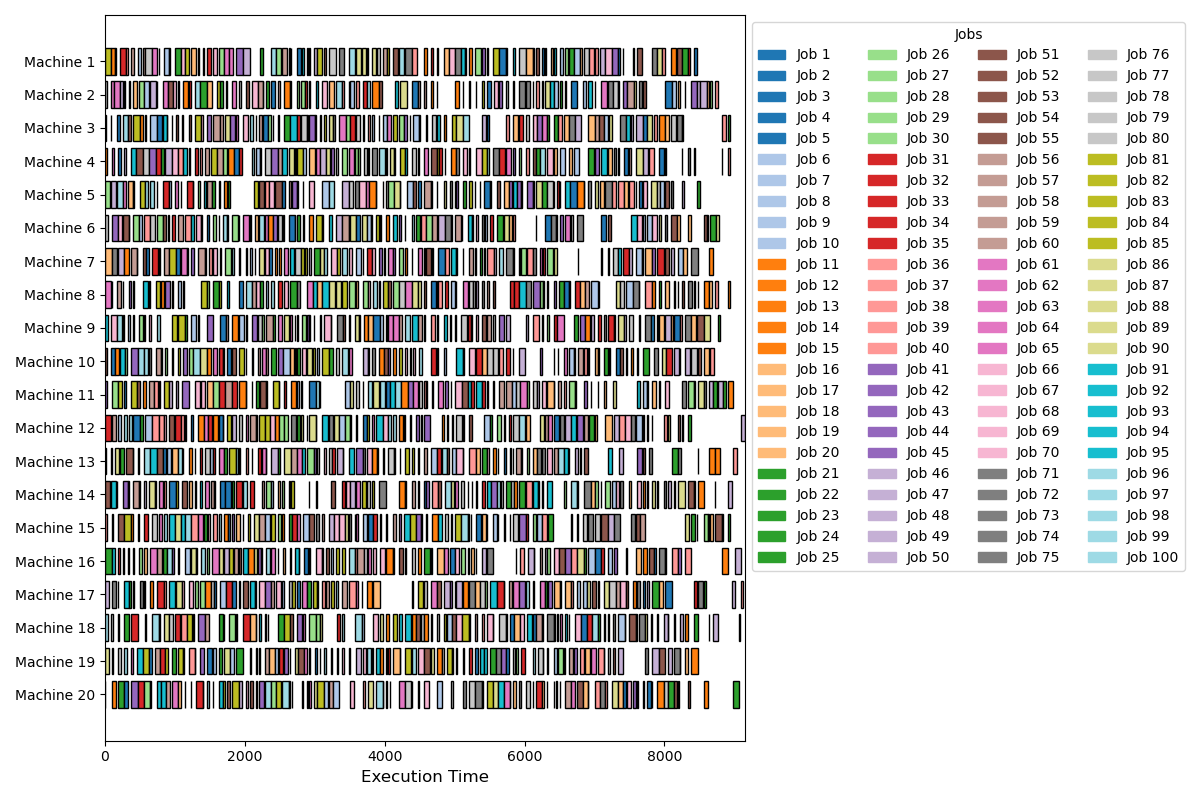 Jobs
Machine 1
Machine 2
Machine 3
Machine 4
Machine 5
Machine 6
Machine 7
Machine 8
Machine 9
Machine 10
Machine 11
Machine 12
Machine 13
Machine 14
Machine 15
Machine 16
Machine 17
Machine 18
Machine 19
Machine 20
0 2000 4000 6000 8000
Execution Time
Job 1 Job 26 Job 51 Job 76
Job 2 Job 27 Job 52 Job 77
Job 3 Job 28 Job 53 Job 78
Job 4 Job 29 Job 54 Job 79
Job 5 Job 30 Job 55 Job 80
Job 6 Job 31 Job 56 Job 81
Job 7 Job 32 Job 57 Job 82
Job 8 Job 33 Job 58 Job 83
Job 9 Job 34 Job 59 Job 84
Job 10 Job 35 Job 60 Job 85
Job 11 Job 36 Job 61 Job 86
Job 12 Job 37 Job 62 Job 87
Job 13 Job 38 Job 63 Job 88
Job 14 Job 39 Job 64 Job 89
Job 15 Job 40 Job 65 Job 90
Job 16 Job 41 Job 66 Job 91
Job 17 Job 42 Job 67 Job 92
Job 18 Job 43 Job 68 Job 93
Job 19 Job 44 Job 69 Job 94
Job 20 Job 45 Job 70 Job 95
Job 21 Job 46 Job 71 Job 96
Job 22 Job 47 Job 72 Job 97
Job 23 Job 48 Job 73 Job 98
Job 24 Job 49 Job 74 Job 99
Job 25 Job 50 Job 75 Job 100